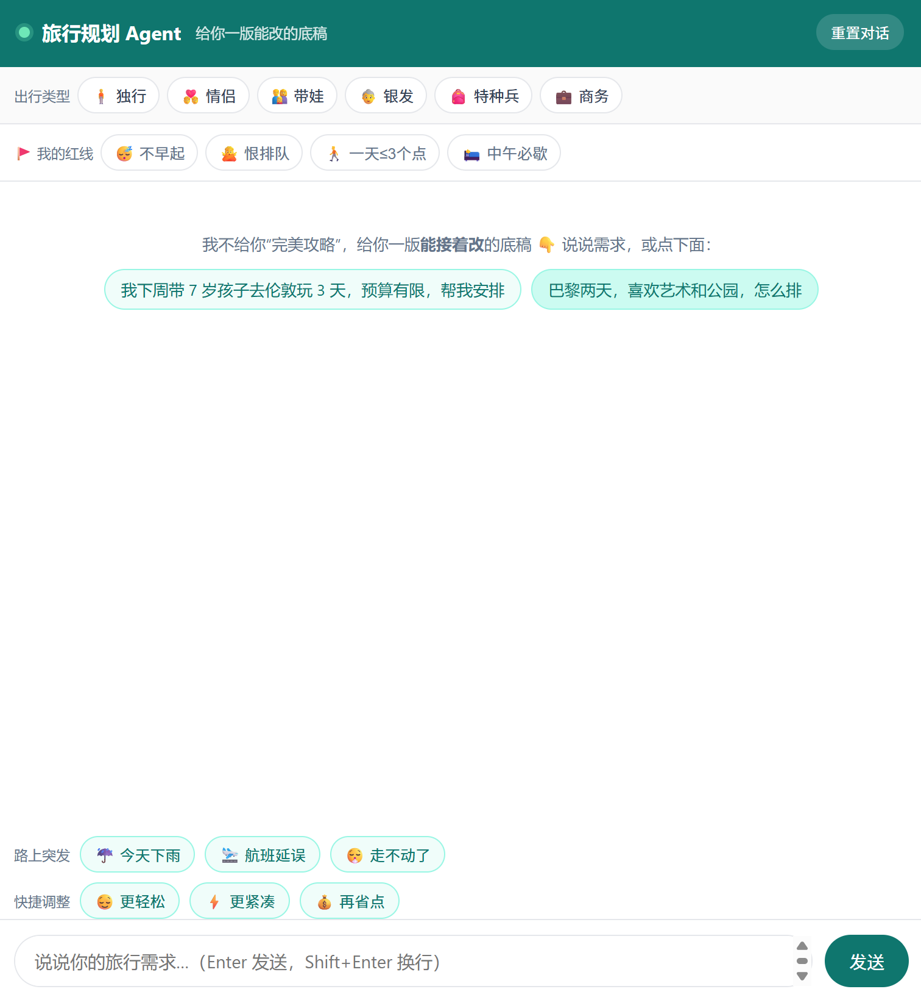 旅行规划 Agent 给你一版能改的底稿 重置对话
出行类型 独行 情侣 带娃 银发 特种兵 商务
我的红线 不早起 恨排队 一天≤3个点 中午必歇
我不给你“完美攻略”，给你一版能接着改的底稿 👇 说说需求，或点下面：
我下周带 7 岁孩子去伦敦玩 3 天，预算有限，帮我安排 巴黎两天，喜欢艺术和公园，怎么排
路上突发 今天下雨 航班延误 走不动了
快捷调整 更轻松 更紧凑 再省点
说说你的旅行需求...（Enter 发送，Shift+Enter 换行） 发送